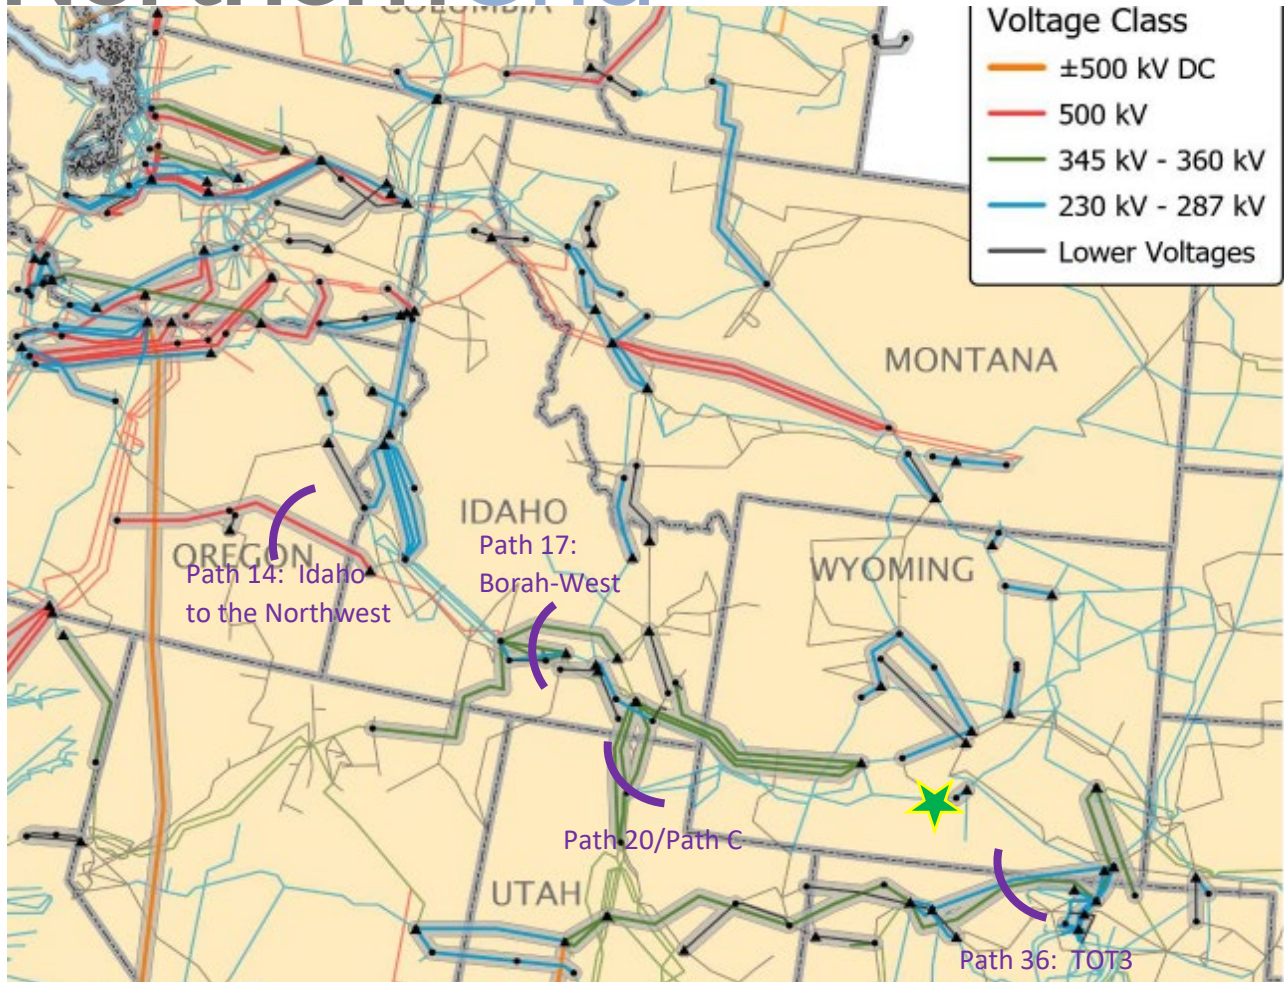 NorthernGrid
COLUMBIA
Voltage Class
±500 kV DC
500 kV
345 kV - 360 kV
230 kV - 287 kV
Lower Voltages
MONTANA
IDAHO
Path 17:
Borah-West
OREGON
WYOMING
Path 14: Idaho
to the Northwest
Path 20/Path C
UTAH
Path 36: TOT3